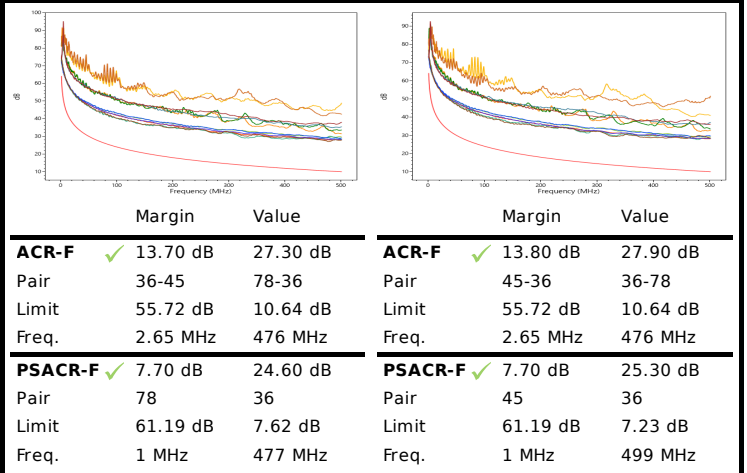 100
90
80
70
60
50
40
30
20
10
dB
0 100 200 300 400 500
Frequency (MHz)
Margin Value
ACR-F 13.70 dB 27.30 dB
Pair 36-45 78-36
Limit 55.72 dB 10.64 dB
Freq. 2.65 MHz 476 MHz
PSACR-F 7.70 dB 24.60 dB
Pair 78 36
Limit 61.19 dB 7.62 dB
Freq. 1 MHz 477 MHz
90
80
70
60
50
40
30
20
10
dB
0 100 200 300 400 500
Frequency (MHz)
Margin Value
ACR-F 13.80 dB 27.90 dB
Pair 45-36 36-78
Limit 55.72 dB 10.64 dB
Freq. 2.65 MHz 476 MHz
PSACR-F 7.70 dB 25.30 dB
Pair 45 36
Limit 61.19 dB 7.23 dB
Freq. 1 MHz 499 MHz